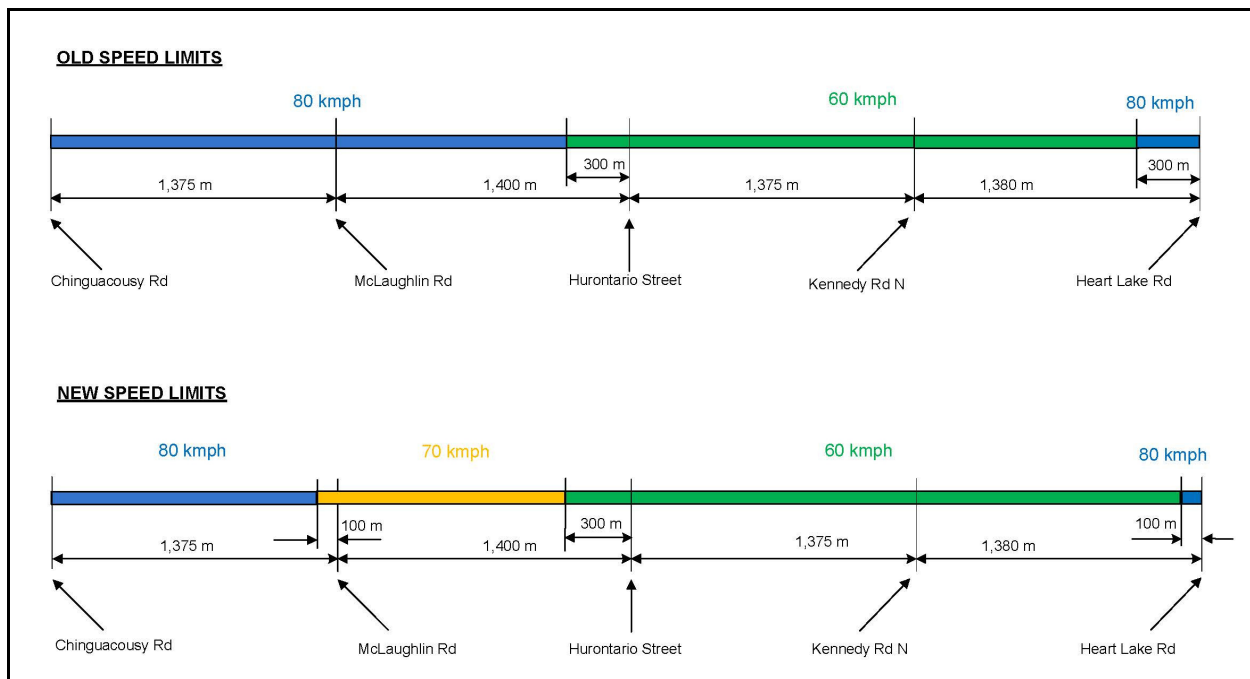 OLD SPEED LIMITS
80 kmph
60 kmph
80 kmph
300 m
300 m
1,375 m
1,400 m
1,375 m
1,380 m
Chinguacousy Rd
McLaughlin Rd
Hurontario Street
Kennedy Rd N
Heart Lake Rd
NEW SPEED LIMITS
80 kmph
70 kmph
60 kmph
80 kmph
100 m
300 m
100 m
1,375 m
1,400 m
1,375 m
1,380 m
Chinguacousy Rd
McLaughlin Rd
Hurontario Street
Kennedy Rd N
Heart Lake Rd